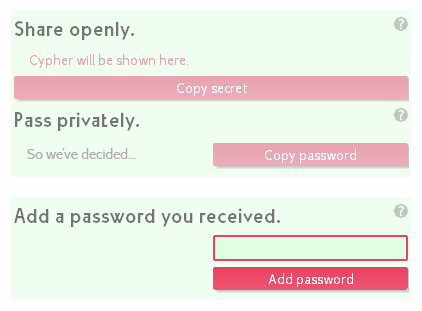 Share openly.
?
Cypher will be shown here.
Copy secret
Pass privately.
?
So we've decided...
Copy password
Add a password you received.
?
Add password